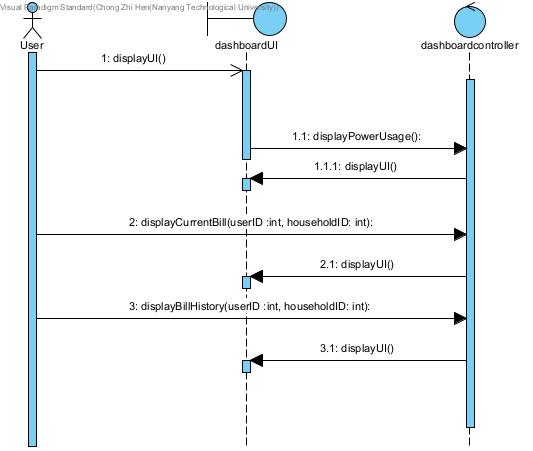 Visual Paradigm Standard(Chong Zhi Hen(Nanyang Technological University))
User
dashboardUI
dashboardcontroller
1: displayUI()
1.1: displayPowerUsage():
1.1.1: displayUI()
2: displayCurrentBill(userID :int, householdID: int):
2.1: displayUI()
3: displayBillHistory(userID :int, householdID: int):
3.1: displayUI()